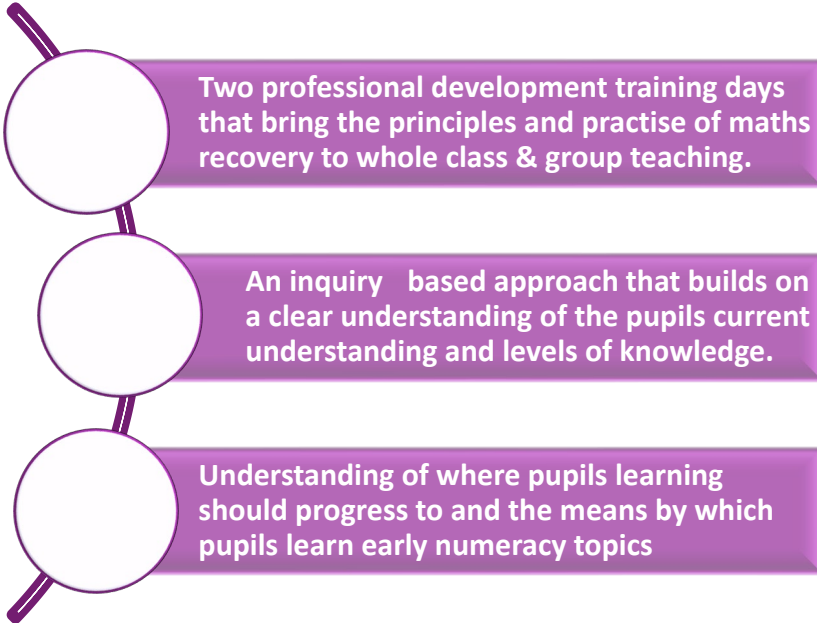 Two professional development training days
that bring the principles and practise of maths
recovery to whole class & group teaching.
An inquiry based approach that builds on
a clear understanding of the pupils current
understanding and levels of knowledge.
Understanding of where pupils learning
should progress to and the means by which
pupils learn early numeracy topics